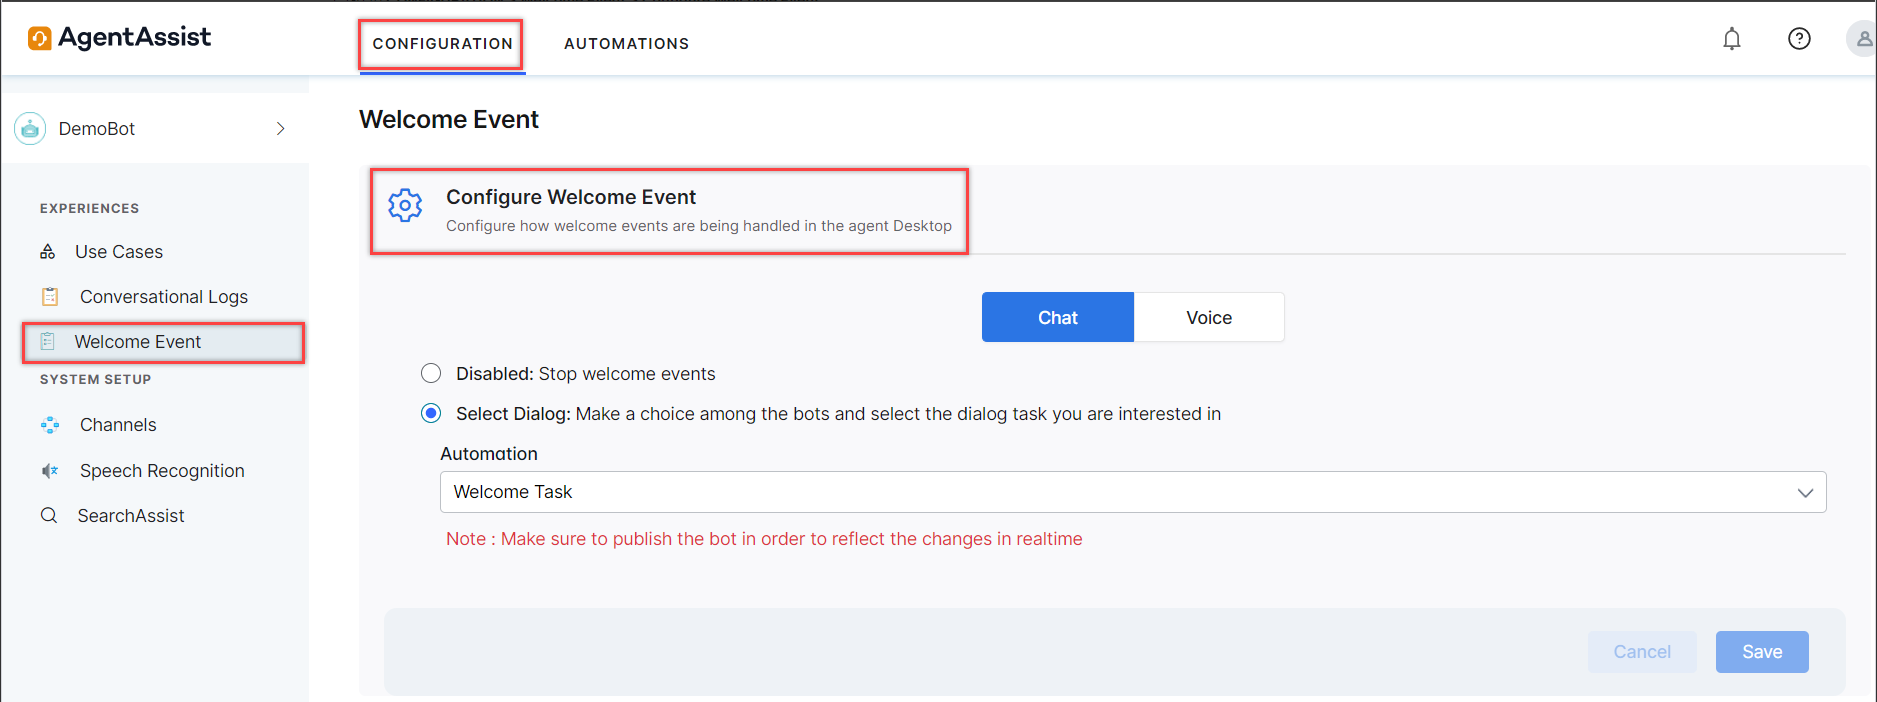 AgentAssist
CONFIGURATION
AUTOMATIONS
DemoBot
Welcome Event
EXPERIENCES
Use Cases
Conversational Logs
Welcome Event
SYSTEM SETUP
Channels
Speech Recognition
SearchAssist
Configure Welcome Event
Configure how welcome events are being handled in the agent Desktop
Chat
Voice
Disabled: Stop welcome events
Select Dialog: Make a choice among the bots and select the dialog task you are interested in
Automation
Welcome Task
Note : Make sure to publish the bot in order to reflect the changes in realtime
Cancel
Save